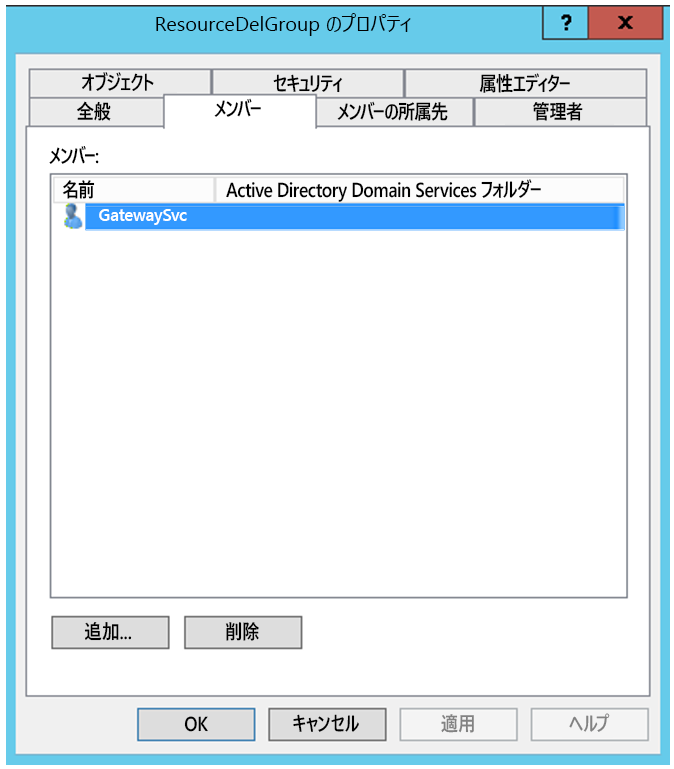 ResourceDelGroup のプロパティ
?
x
オブジェクト
セキュリティ
属性エディター
全般
メンバー
メンバーの所属先
管理者
メンバー:
名前
Active Directory Domain Services フォルダー
GatewaySvc
追加...
削除
OK
キャンセル
適用
ヘルプ